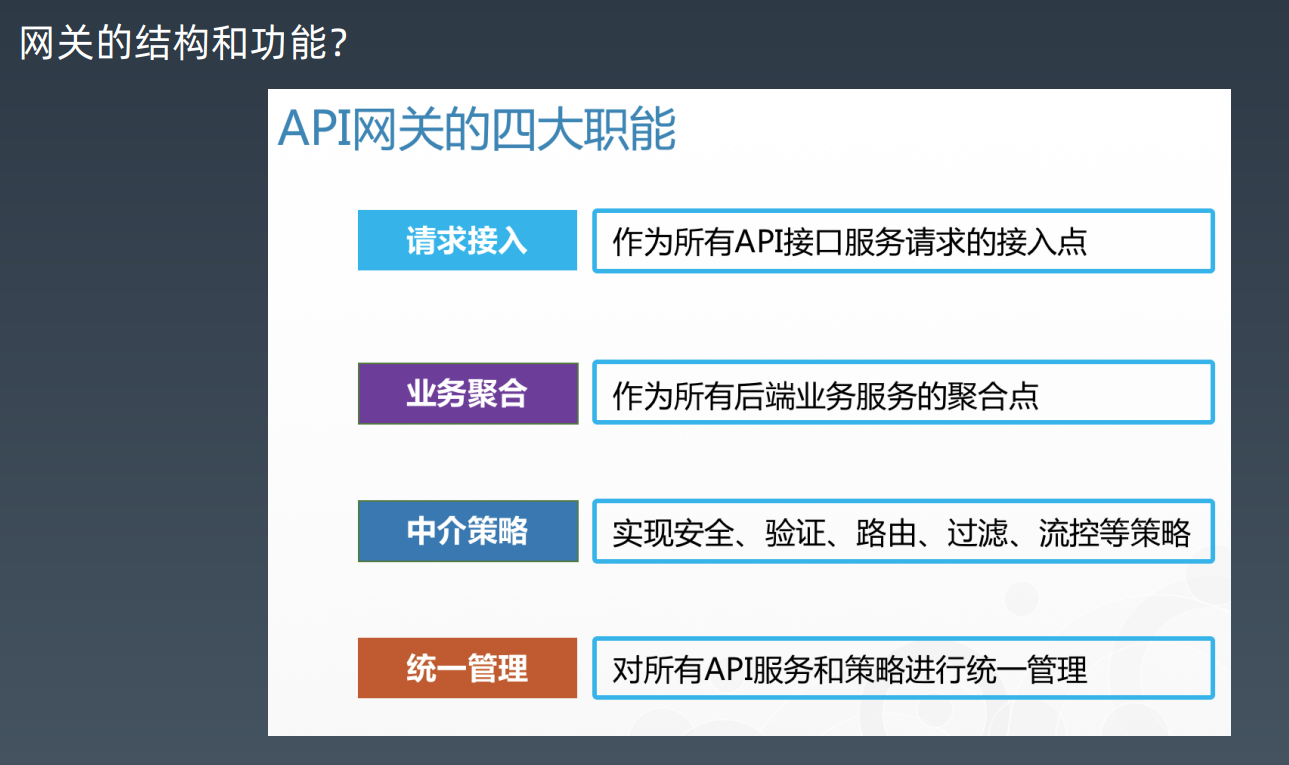 网关的结构和功能？
API网关的四大职能
请求接入
作为所有API接口服务请求的接入点
业务聚合
作为所有后端业务服务的聚合点
中介策略
实现安全、验证、路由、过滤、流控等策略
统一管理
对所有API服务和策略进行统一管理